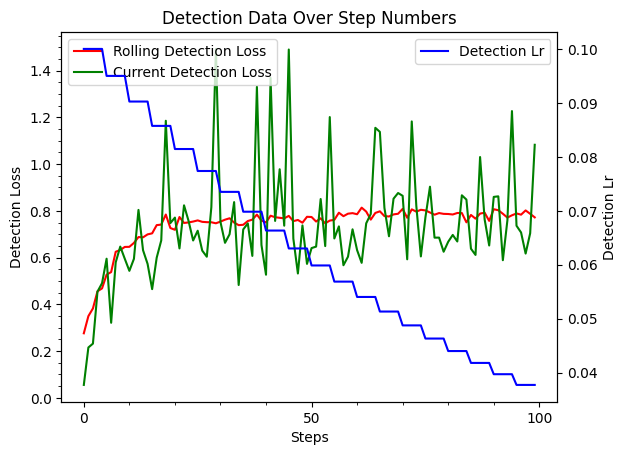 Detection Data Over Step Numbers
Rolling Detection Loss
Current Detection Loss
Detection Lr
1.4
1.2
1.0
0.8
0.6
0.4
0.2
0.0
Detection Loss
0.10
0.09
0.08
0.07
0.06
0.05
0.04
Detection Lr
0
50
100
Steps